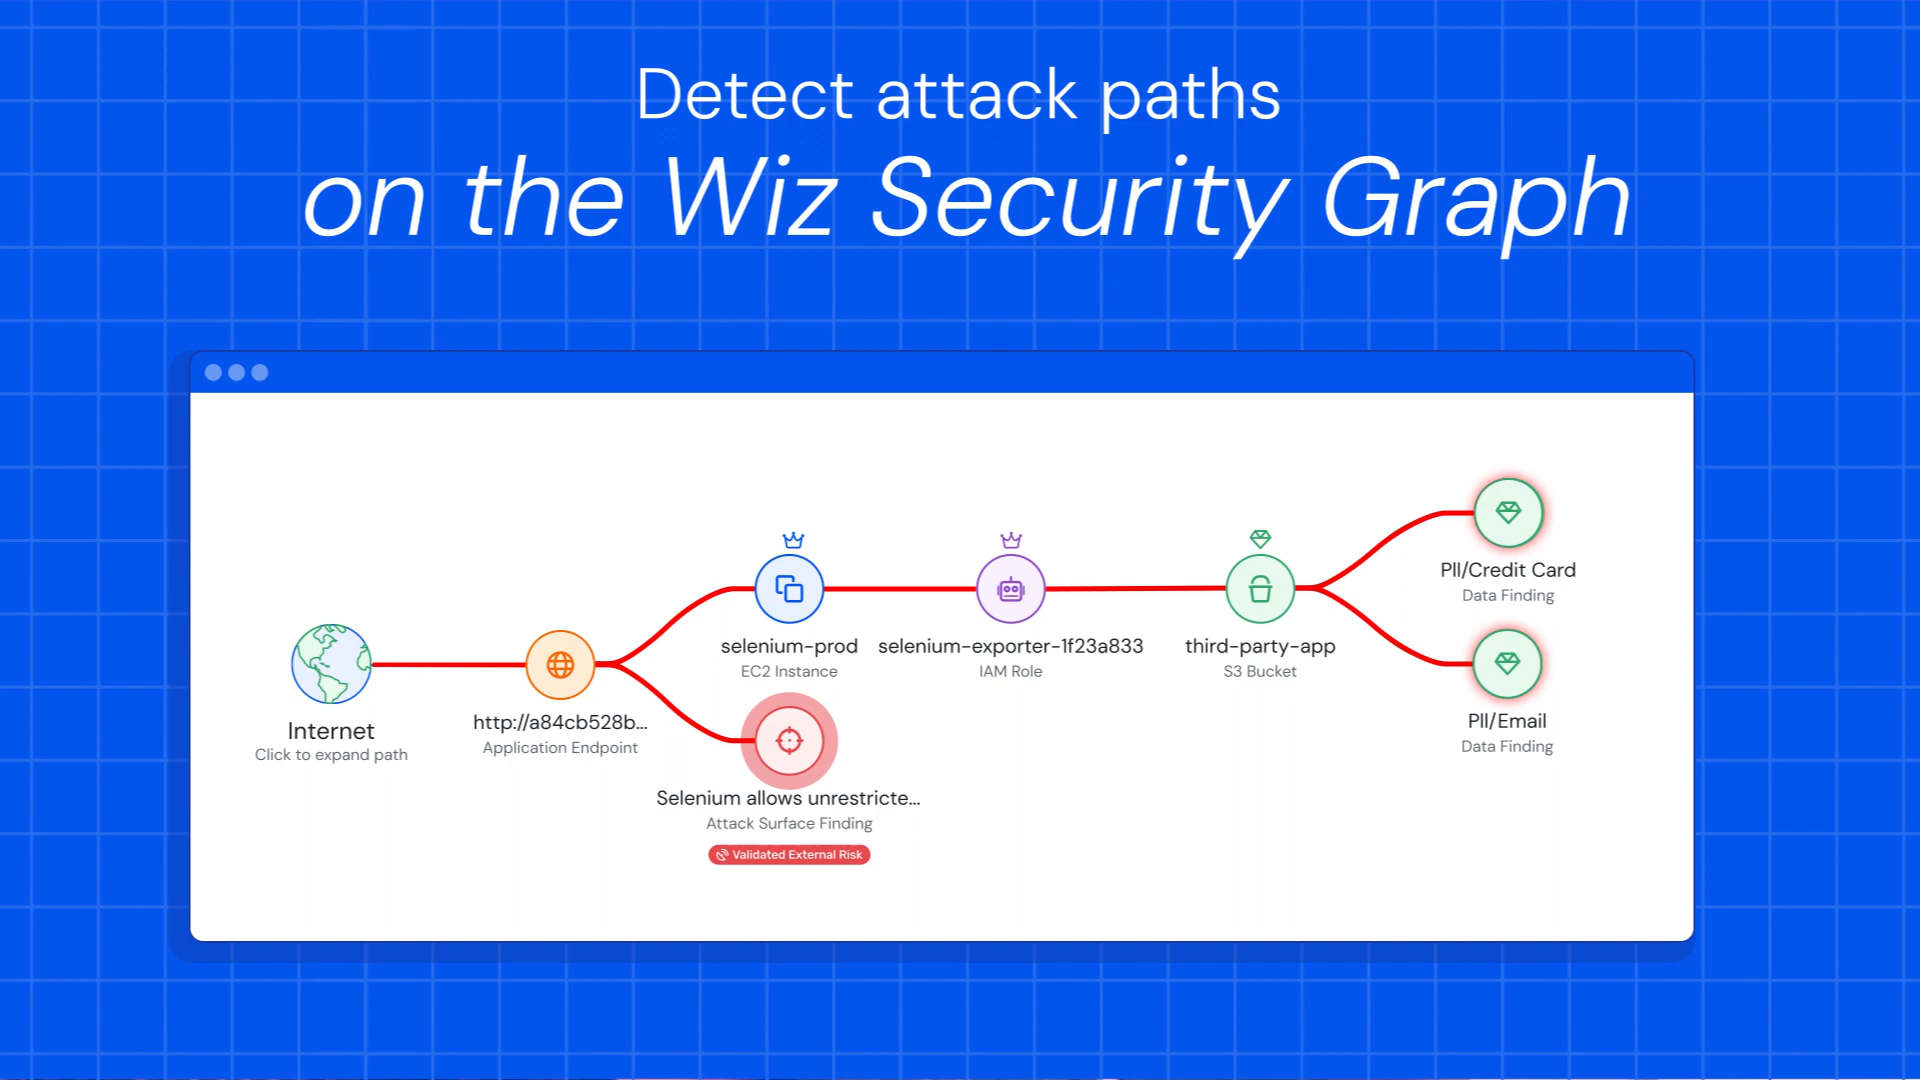 Detect attack paths
on the Wiz Security Graph
Internet
Click to expand path
http://a84cb528b...
Application Endpoint
selenium-prod
EC2 Instance
selenium-exporter-1f23a833
IAM Role
third-party-app
S3 Bucket
PII/Credit Card
Data Finding
PII/Email
Data Finding
Selenium allows unrestricte...
Attack Surface Finding
Validated External Risk